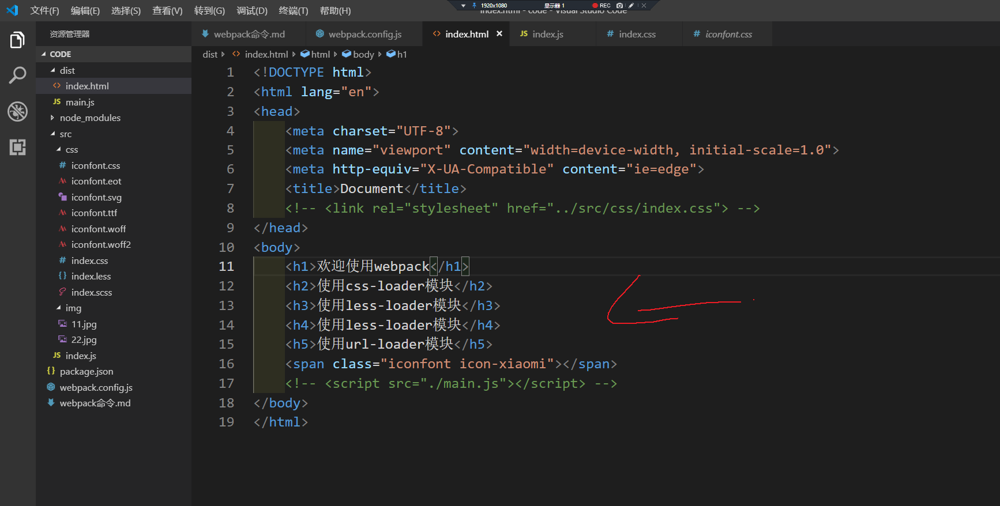 文件(F) 编辑(E) 选择(S) 查看(V) 转到(G) 调试(D) 终端(T) 帮助(H)
1920x1080 显示器 1 REC
index.html - code - Visual Studio Code
资源管理器
webpack命令.md webpack.config.js index.html index.js index.css iconfont.css
CODE
dist
index.html
JS main.js
node_modules
src
css
# iconfont.css
iconfont.eot
iconfont.svg
iconfont.ttf
iconfont.woff
iconfont.woff2
# index.css
{} index.less
index.scss
img
11.jpg
22.jpg
JS index.js
{} package.json
webpack.config.js
webpack命令.md
dist index.html html body h1
1 <!DOCTYPE html>
2 <html lang="en">
3 <head>
4 <meta charset="UTF-8">
5 <meta name="viewport" content="width=device-width, initial-scale=1.0">
6 <meta http-equiv="X-UA-Compatible" content="ie=edge">
7 <title>Document</title>
8 <!-- <link rel="stylesheet" href="../src/css/index.css"> -->
9 </head>
10 <body>
11 <h1>欢迎使用webpack</h1>
12 <h2>使用css-loader模块</h2>
13 <h3>使用less-loader模块</h3>
14 <h4>使用less-loader模块</h4>
15 <h5>使用url-loader模块</h5>
16 <span class="iconfont icon-xiaomi"></span>
17 <!-- <script src="./main.js"></script> -->
18 </body>
19 </html>